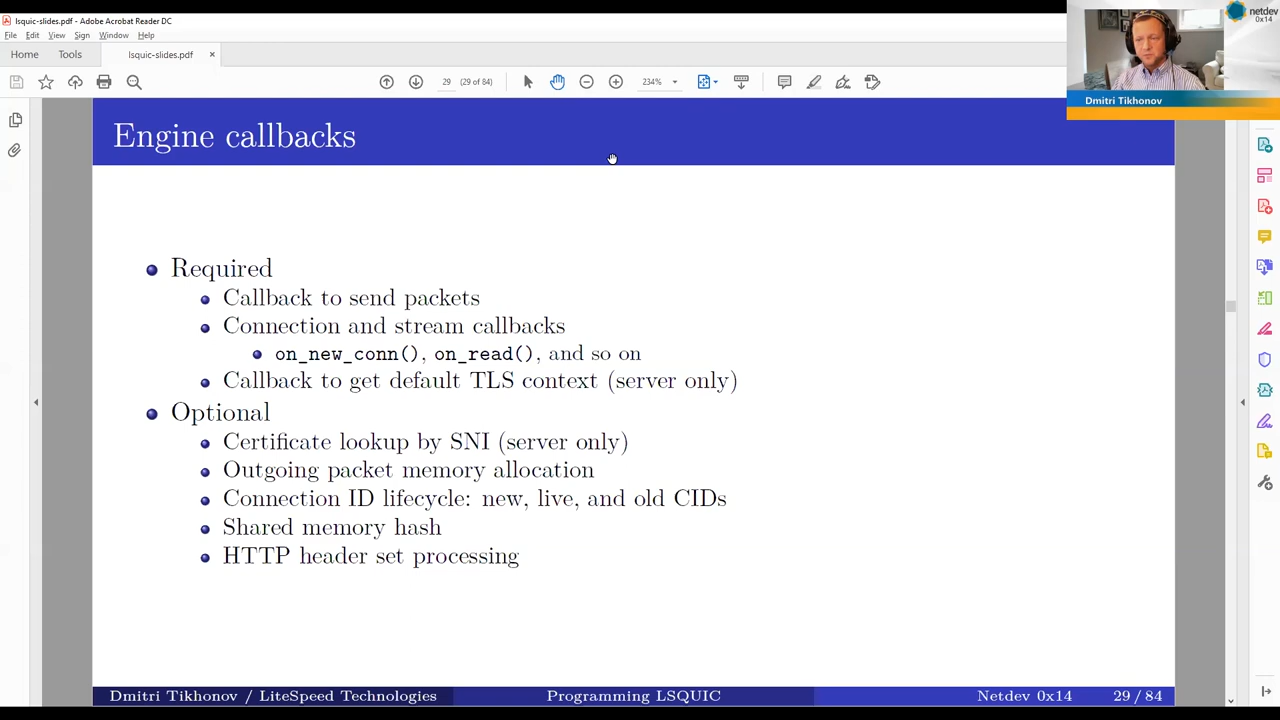 lsquic-slides.pdf - Adobe Acrobat Reader DC
File Edit View Sign Window Help
Home Tools lsquic-slides.pdf ×
29 (29 of 84) 234%
netdev
0x14
Dmitri Tikhonov
Engine callbacks
Required
Callback to send packets
Connection and stream callbacks
on_new_conn(), on_read(), and so on
Callback to get default TLS context (server only)
Optional
Certificate lookup by SNI (server only)
Outgoing packet memory allocation
Connection ID lifecycle: new, live, and old CIDs
Shared memory hash
HTTP header set processing
Dmitri Tikhonov / LiteSpeed Technologies Programming LSQUIC Netdev 0x14 29 / 84